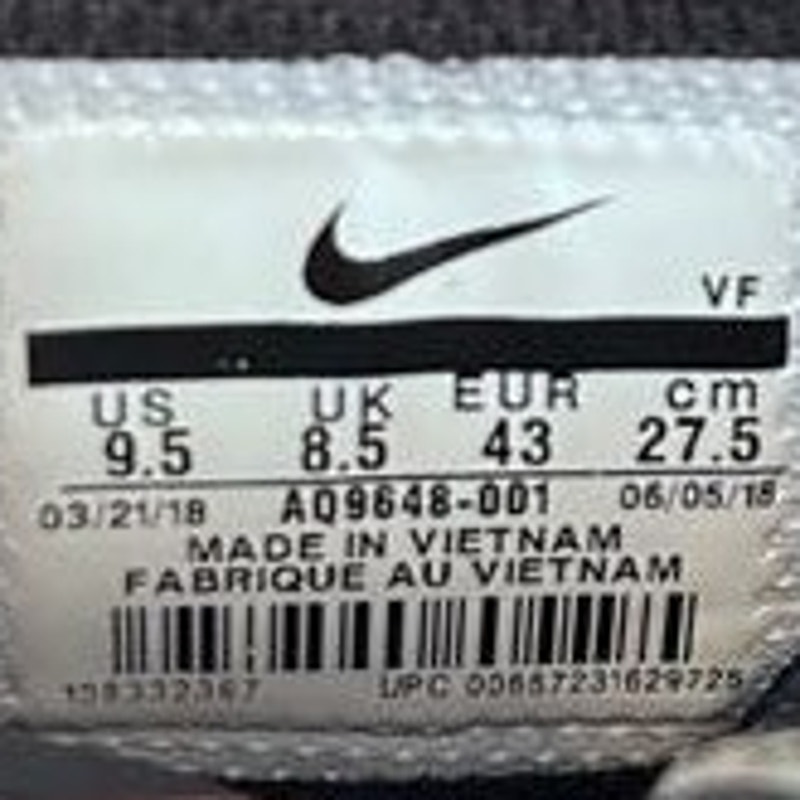 VF
US UK EUR cm
9.5 8.5 43 27.5
03/21/18 AQ9648-001 06/05/18
MADE IN VIETNAM
FABRIQUE AU VIETNAM
UPC